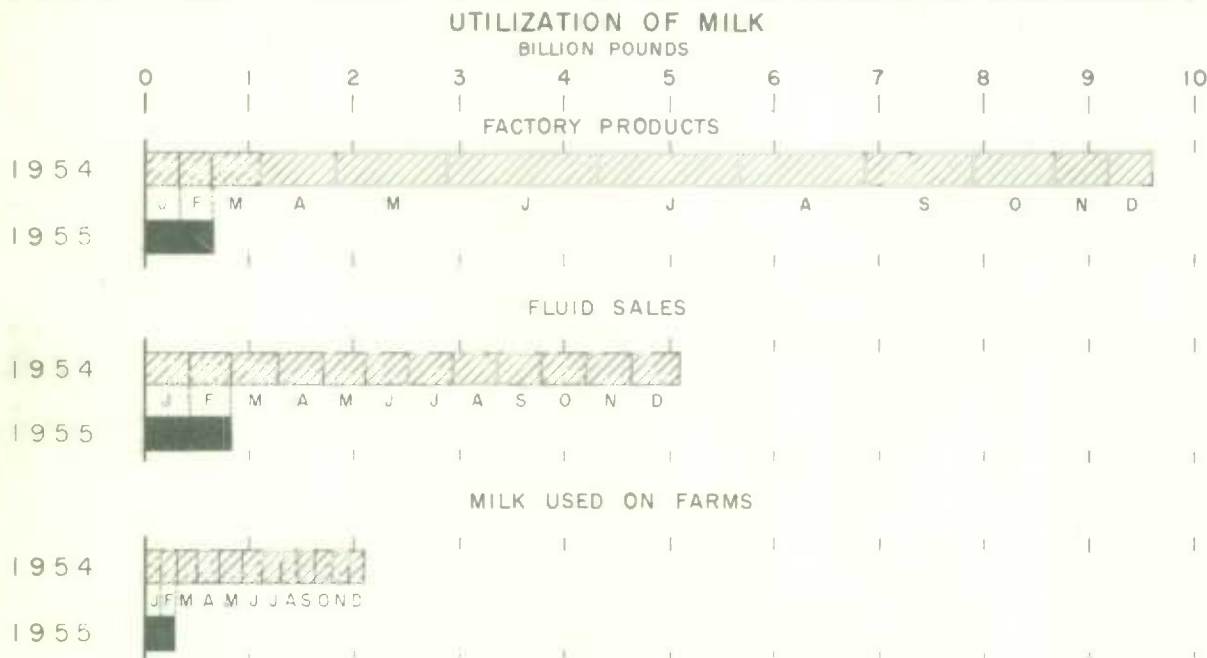 UTILIZATION OF MILK
BILLION POUNDS
0 1 2 3 4 5 6 7 8 9 10
FACTORY PRODUCTS
1954
J F M A M J J A S O N D
1955
FLUID SALES
1954
J F M A M J J A S O N D
1955
MILK USED ON FARMS
1954
J F M A M J J A S O N D
1955